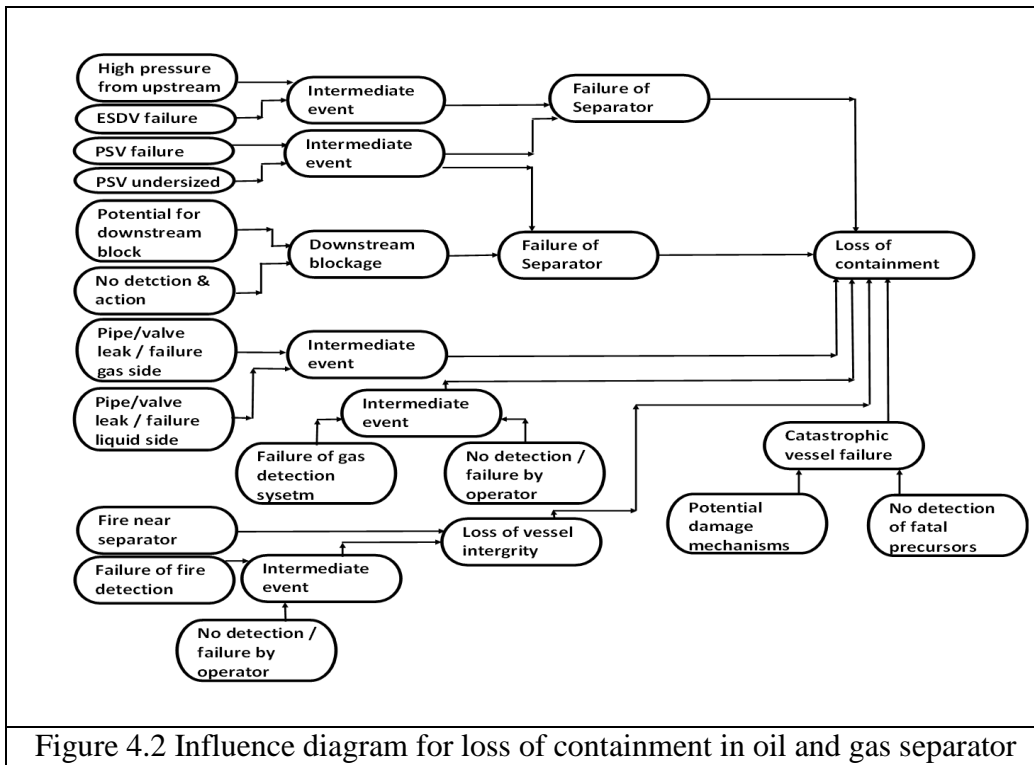 High pressure
from upstream
ESDV failure
PSV failure
PSV undersized
Intermediate
event
Intermediate
event
Failure of
Separator
Potential for
downstream
block
No detction &
action
Downstream
blockage
Failure of
Separator
Loss of
containment
Pipe/valve
leak / failure
gas side
Pipe/valve
leak / failure
liquid side
Intermediate
event
Intermediate
event
Failure of gas
detection
sysetm
No detection /
failure by
operator
Catastrophic
vessel failure
Potential
damage
mechanisms
No detection
of fatal
precursors
Fire near
separator
Failure of fire
detection
Intermediate
event
Loss of vessel
intergrity
No detection /
failure by
operator
Figure 4.2 Influence diagram for loss of containment in oil and gas separator